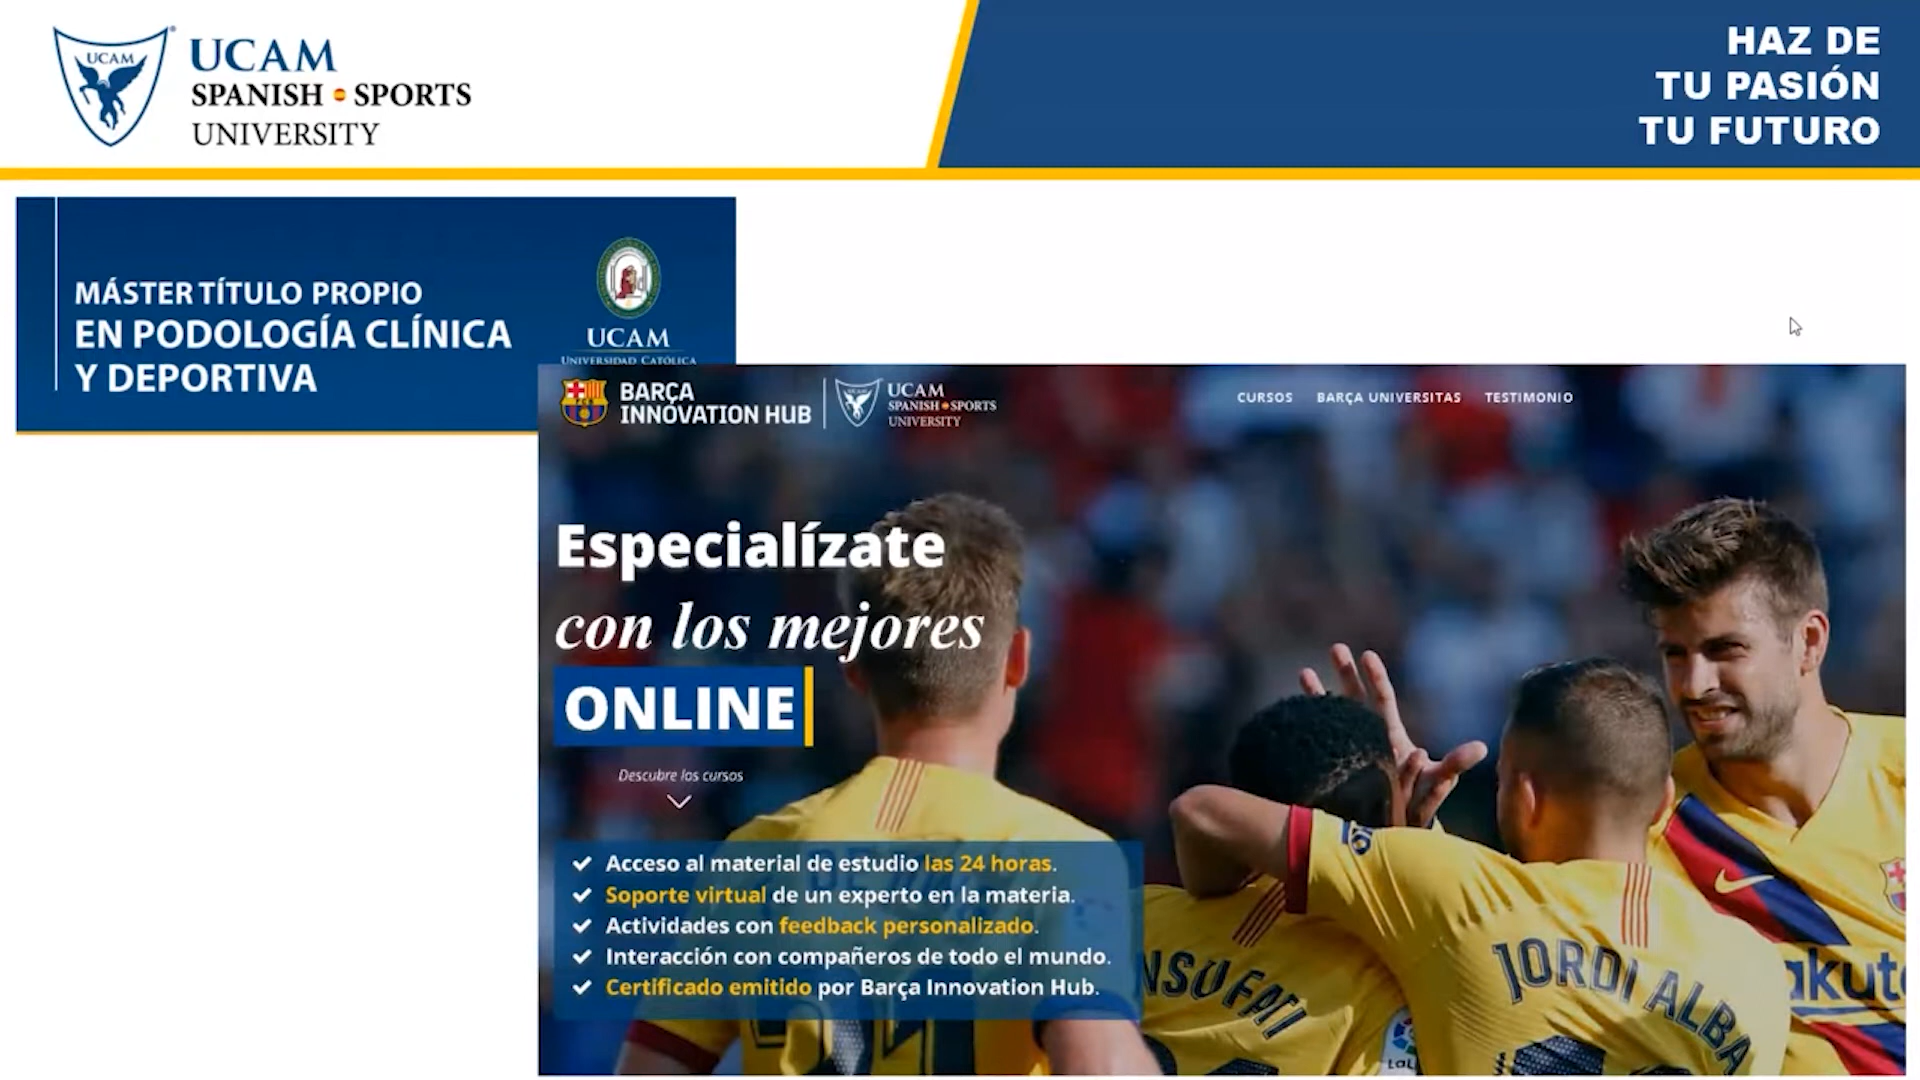 UCAM
UCAM
SPANISH SPORTS
UNIVERSITY
HAZ DE
TU PASIÓN
TU FUTURO
MÁSTER TÍTULO PROPIO
EN PODOLOGÍA CLÍNICA
Y DEPORTIVA
UCAM
UNIVERSIDAD CATÓLICA
BARÇA
INNOVATION HUB
UCAM
SPANISH SPORTS
UNIVERSITY
CURSOS BARÇA UNIVERSITAS TESTIMONIO
Especialízate
con los mejores
ONLINE
Descubre los cursos
Acceso al material de estudio las 24 horas.
Soporte virtual de un experto en la materia.
Actividades con feedback personalizado.
Interacción con compañeros de todo el mundo.
Certificado emitido por Barça Innovation Hub.
JORDI ALBA